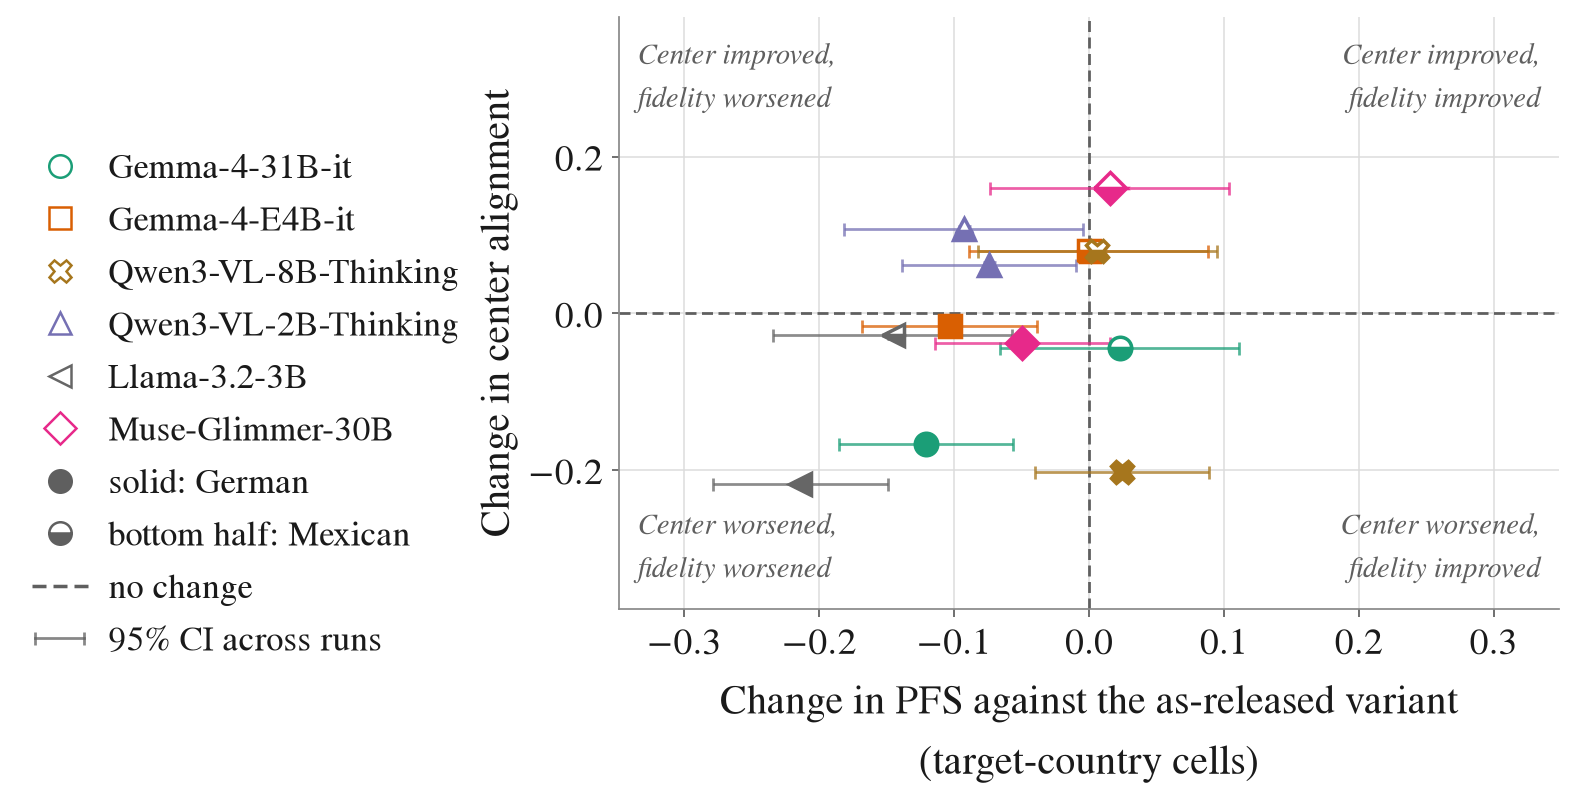 Gemma-4-31B-it
Gemma-4-E4B-it
Qwen3-VL-8B-Thinking
Qwen3-VL-2B-Thinking
Llama-3.2-3B
Muse-Glimmer-30B
solid: German
bottom half: Mexican
no change
95% CI across runs
Change in center alignment
0.2
0.0
−0.2
Center improved,
fidelity worsened
Center improved,
fidelity improved
Center worsened,
fidelity worsened
Center worsened,
fidelity improved
−0.3 −0.2 −0.1 0.0 0.1 0.2 0.3
Change in PFS against the as-released variant
(target-country cells)